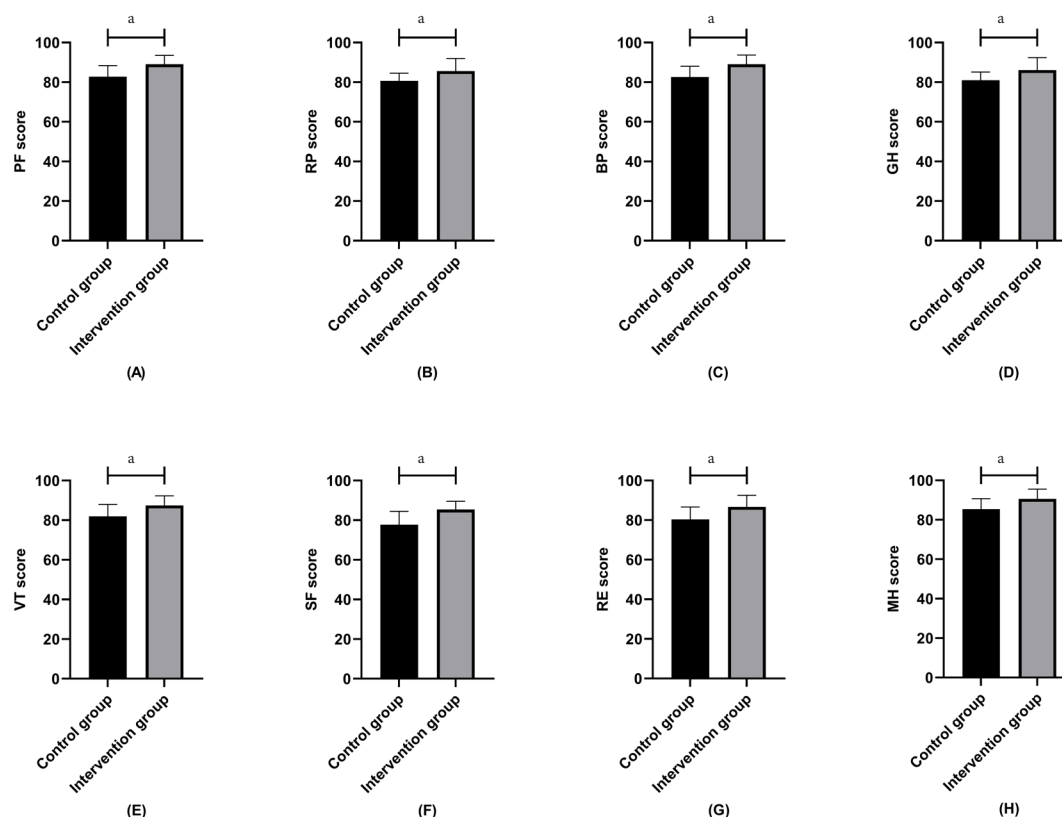 a
100
80
60
40
20
0
PF score
Control group
Intervention group
(A)
a
100
80
60
40
20
0
RP score
Control group
Intervention group
(B)
a
100
80
60
40
20
0
BP score
Control group
Intervention group
(C)
a
100
80
60
40
20
0
GH score
Control group
Intervention group
(D)
a
100
80
60
40
20
0
VT score
Control group
Intervention group
(E)
a
100
80
60
40
20
0
SF score
Control group
Intervention group
(F)
a
100
80
60
40
20
0
RE score
Control group
Intervention group
(G)
a
100
80
60
40
20
0
MH score
Control group
Intervention group
(H)